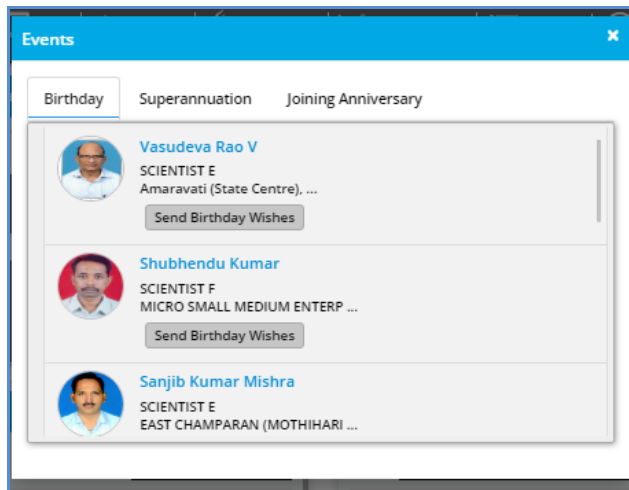 Events
Birthday Superannuation Joining Anniversary
Vasudeva Rao V
SCIENTIST E
Amaravati (State Centre), ...
Send Birthday Wishes
Shubhendu Kumar
SCIENTIST F
MICRO SMALL MEDIUM ENTERP ...
Send Birthday Wishes
Sanjib Kumar Mishra
SCIENTIST E
EAST CHAMPARAN (MOTHIHARI ...